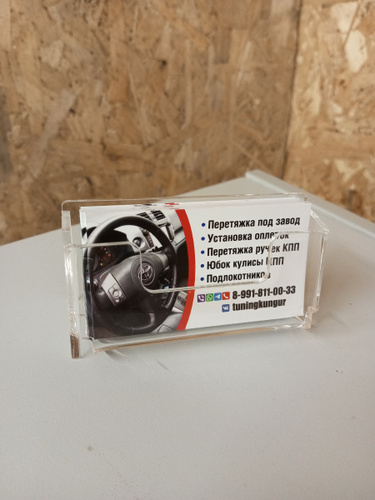 • Перетяжка под завод
• Установка оплеток
• Перетяжка ручек КПП
• Юбок кулисы КПП
• Подлокотников
8-991-811-00-33
tuningkungur